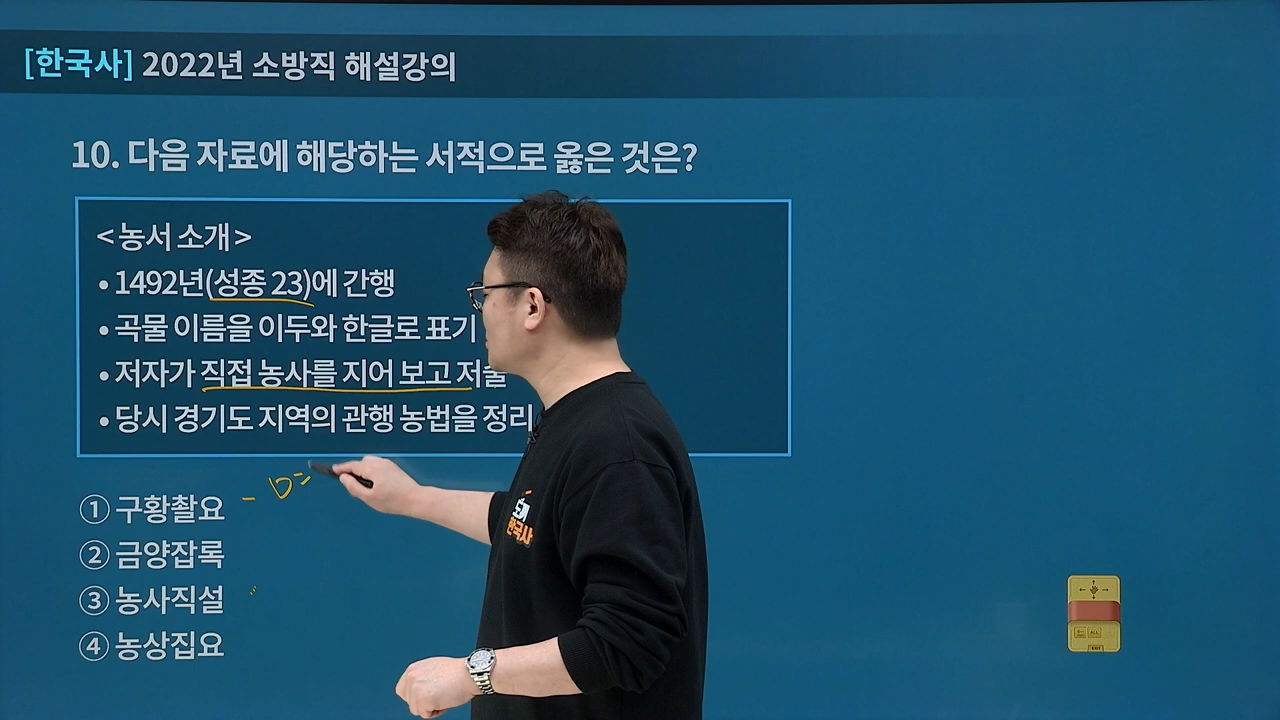 [한국사] 2022년 소방직 해설강의
10. 다음 자료에 해당하는 서적으로 옳은 것은?
<농서 소개>
• 1492년(성종 23)에 간행
• 곡물 이름을 이두와 한글로 표기
• 저자가 직접 농사를 지어 보고 저술
• 당시 경기도 지역의 관행 농법을 정리
① 구황촬요
② 금양잡록
③ 농사직설
④ 농상집요
한국사
ALL
EXIT